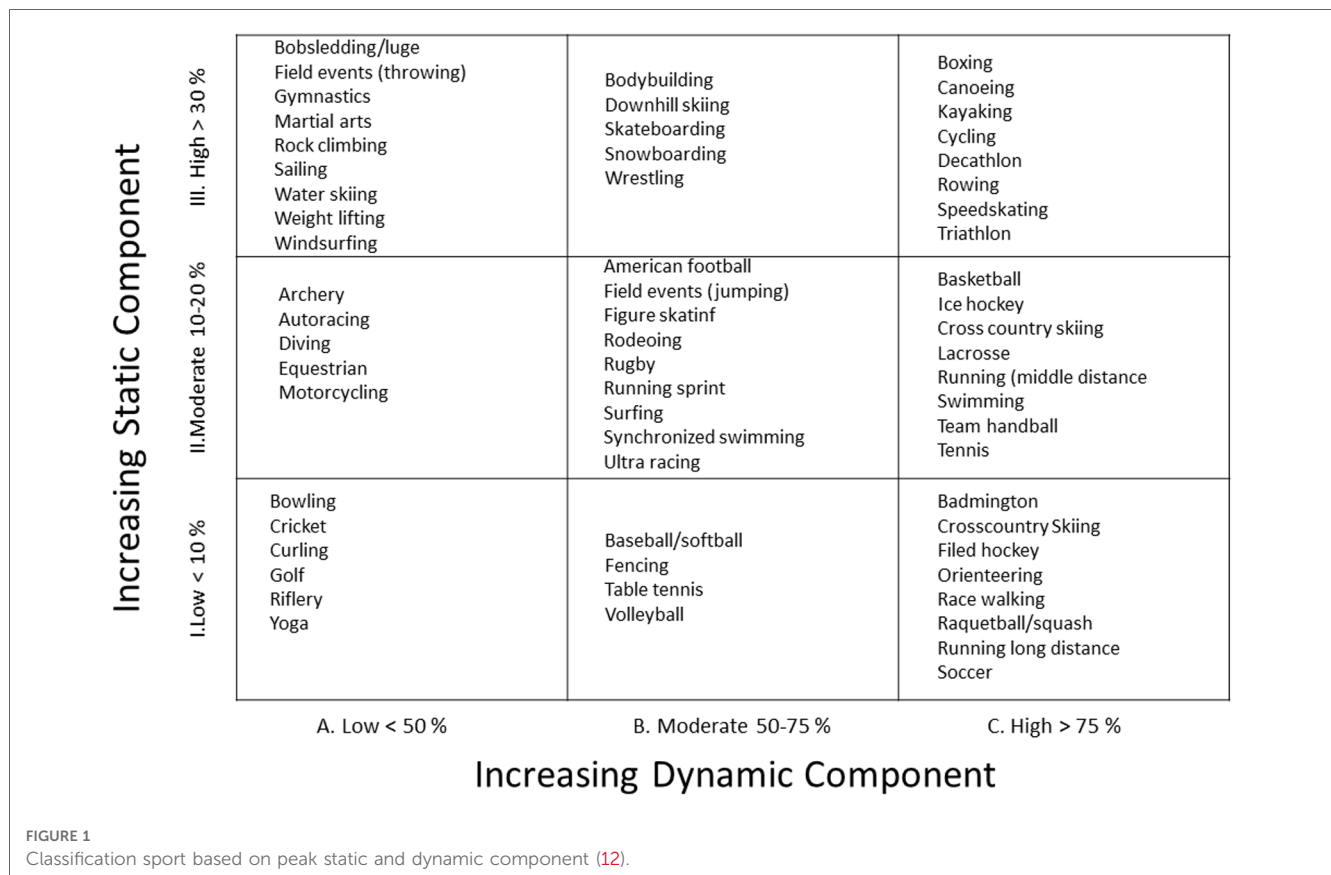 Increasing Static Component
III. High > 30 %
Bobsledding/luge
Field events (throwing)
Gymnastics
Martial arts
Rock climbing
Sailing
Water skiing
Weight lifting
Windsurfing
Bodybuilding
Downhill skiing
Skateboarding
Snowboarding
Wrestling
Boxing
Canoeing
Kayaking
Cycling
Decathlon
Rowing
Speedskating
Triathlon
II.Moderate 10-20 %
Archery
Autoracing
Diving
Equestrian
Motorcycling
American football
Field events (jumping)
Figure skatinf
Rodeoing
Rugby
Running sprint
Surfing
Synchronized swimming
Ultra racing
Basketball
Ice hockey
Cross country skiing
Lacrosse
Running (middle distance
Swimming
Team handball
Tennis
I.Low < 10 %
Bowling
Cricket
Curling
Golf
Riflery
Yoga
Baseball/softball
Fencing
Table tennis
Volleyball
Badmington
Crosscountry Skiing
Filed hockey
Orienteering
Race walking
Raquetball/squash
Running long distance
Soccer
A. Low < 50 %
B. Moderate 50-75 %
C. High > 75 %
Increasing Dynamic Component
FIGURE 1
Classification sport based on peak static and dynamic component (12).